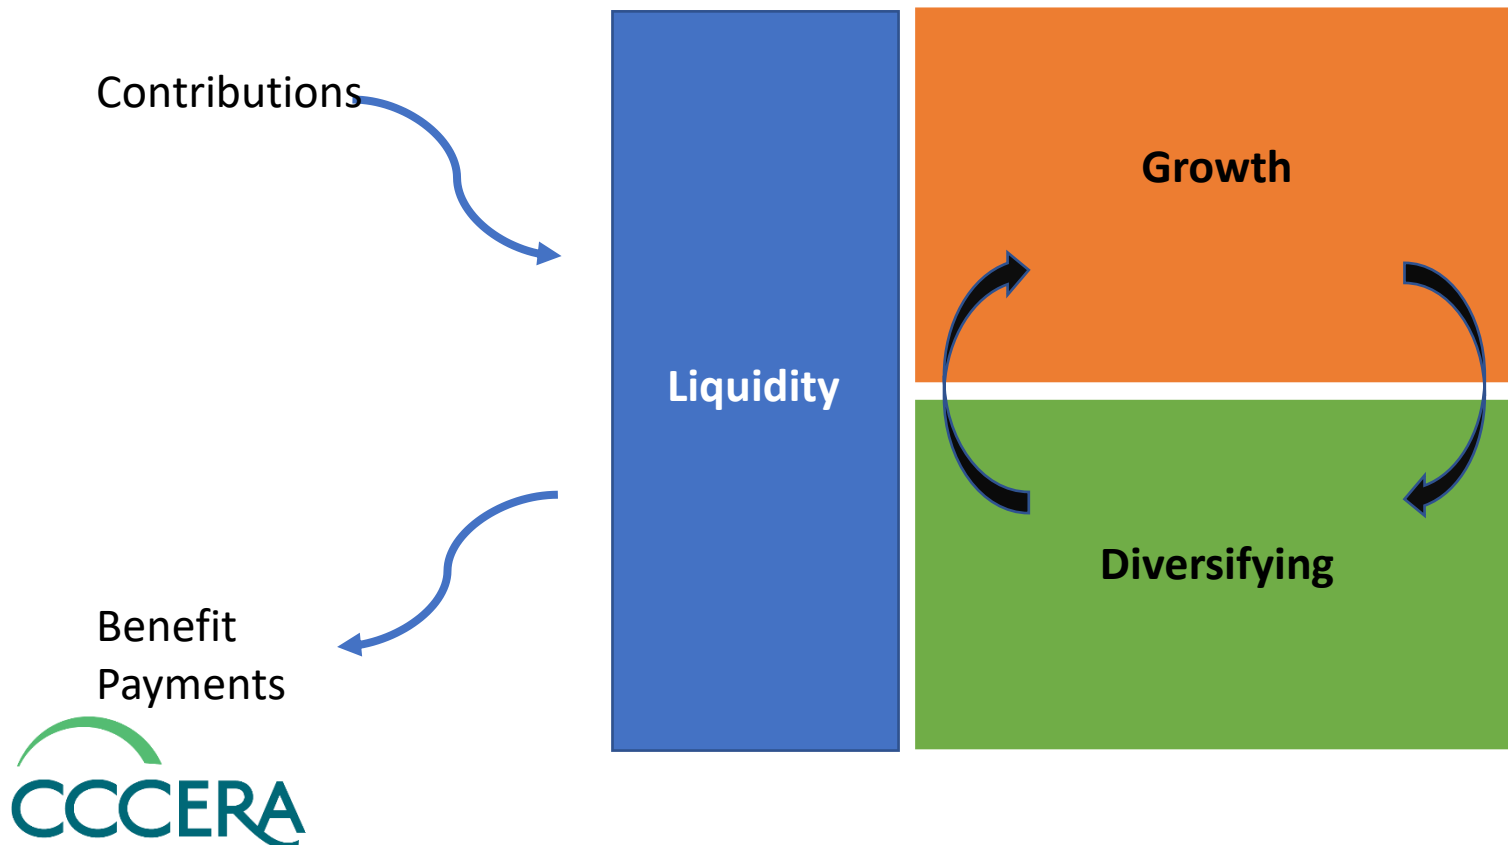 Contributions
Growth
Liquidity
Diversifying
Benefit
Payments
CCCERA